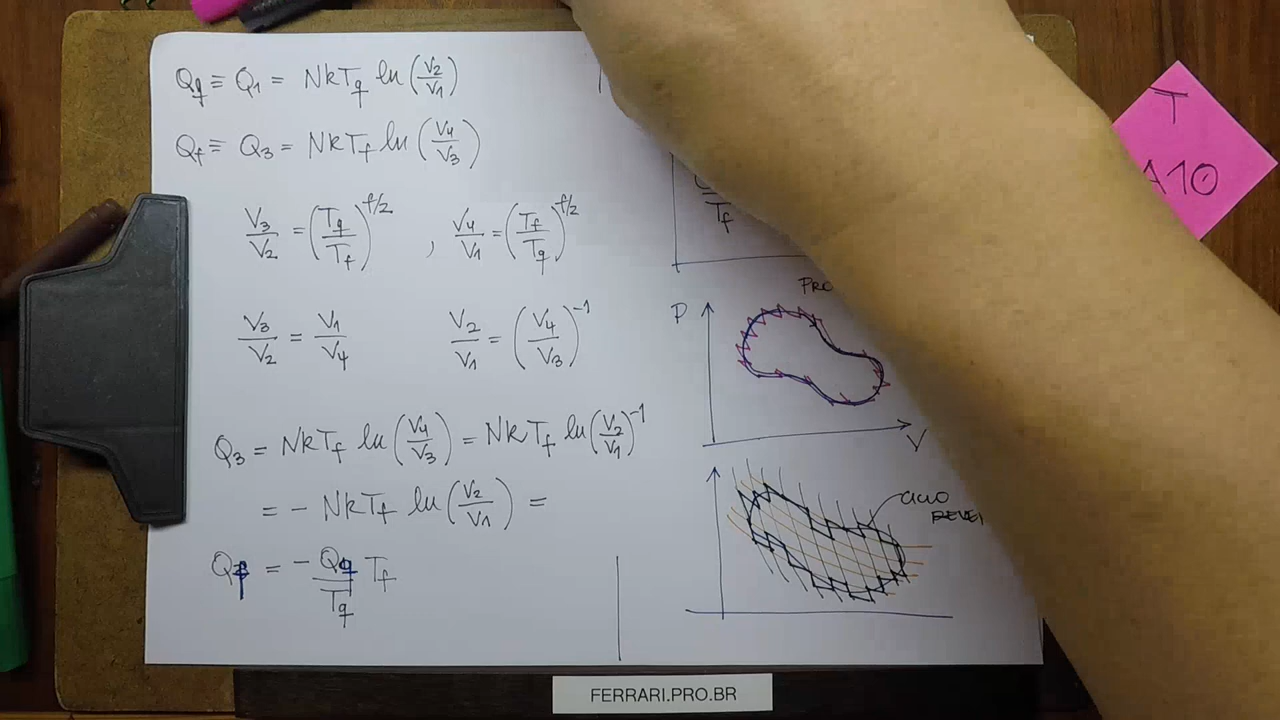 Qq ≡ Q1 = NkTq ln(V2/V1)
Qf ≡ Q3 = NkTf ln(V4/V3)
V3/V2 = (Tq/Tf)^f/2 , V4/V1 = (Tf/Tq)^f/2
V3/V2 = V1/V4 V2/V1 = (V4/V3)^-1
Q3 = NkTf ln(V4/V3) = NkTf ln(V2/V1)^-1
= - NkTf ln(V2/V1) =
Qf = - Qq/Tq Tf
Tf
P
V
CICLO
T
A10
FERRARI.PRO.BR